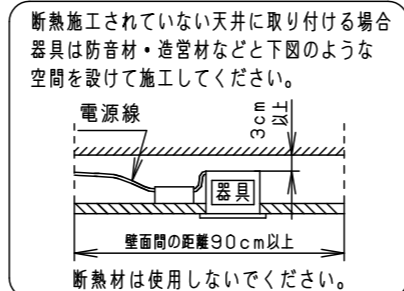 断熱施工されていない天井に取り付ける場合
器具は防音材・造営材などと下図のような
空間を設けて施工してください。
電源線
3cm
以上
器具
壁面間の距離90cm以上
断熱材は使用しないでください。